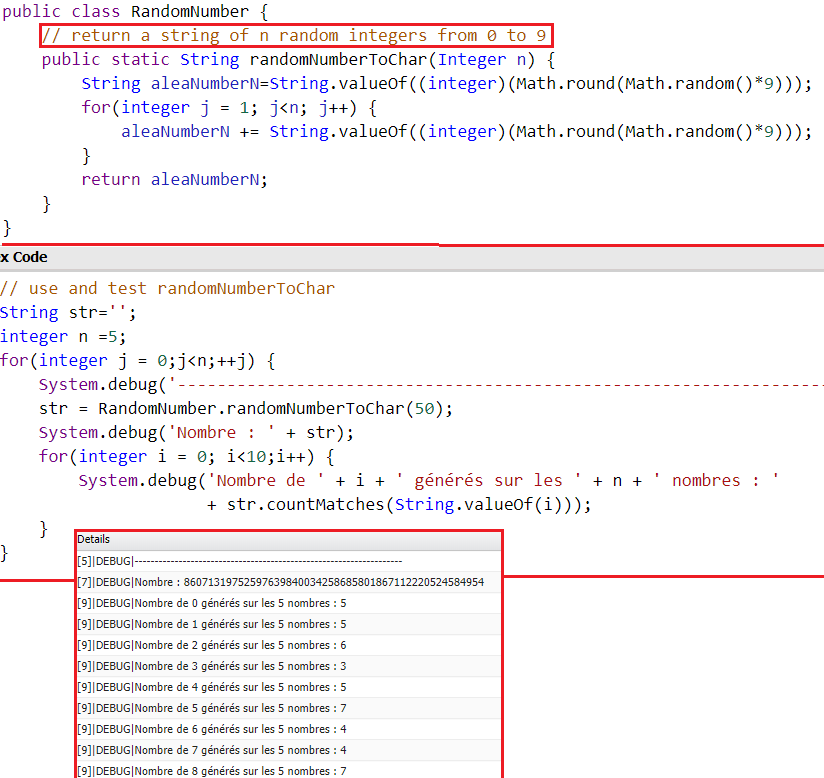 public class RandomNumber {
// return a string of n random integers from 0 to 9
public static String randomNumberToChar(Integer n) {
String aleaNumberN=String.valueOf((integer)(Math.round(Math.random()*9)));
for(integer j = 1; j<n; j++) {
aleaNumberN += String.valueOf((integer)(Math.round(Math.random()*9)));
}
return aleaNumberN;
}
}
x Code
// use and test randomNumberToChar
String str='';
integer n =5;
for(integer j = 0;j<n;++j) {
System.debug('-----------------------------------------------------------------
str = RandomNumber.randomNumberToChar(50);
System.debug('Nombre : ' + str);
for(integer i = 0; i<10;i++) {
System.debug('Nombre de ' + i + ' générés sur les ' + n + ' nombres : '
+ str.countMatches(String.valueOf(i)));
}
}
Details
[5]|DEBUG|-------------------------------------------------------------------
[7]|DEBUG|Nombre : 86071319752597639840034258685801867112220524584954
[9]|DEBUG|Nombre de 0 générés sur les 5 nombres : 5
[9]|DEBUG|Nombre de 1 générés sur les 5 nombres : 5
[9]|DEBUG|Nombre de 2 générés sur les 5 nombres : 6
[9]|DEBUG|Nombre de 3 générés sur les 5 nombres : 3
[9]|DEBUG|Nombre de 4 générés sur les 5 nombres : 5
[9]|DEBUG|Nombre de 5 générés sur les 5 nombres : 7
[9]|DEBUG|Nombre de 6 générés sur les 5 nombres : 4
[9]|DEBUG|Nombre de 7 générés sur les 5 nombres : 4
[9]|DEBUG|Nombre de 8 générés sur les 5 nombres : 7